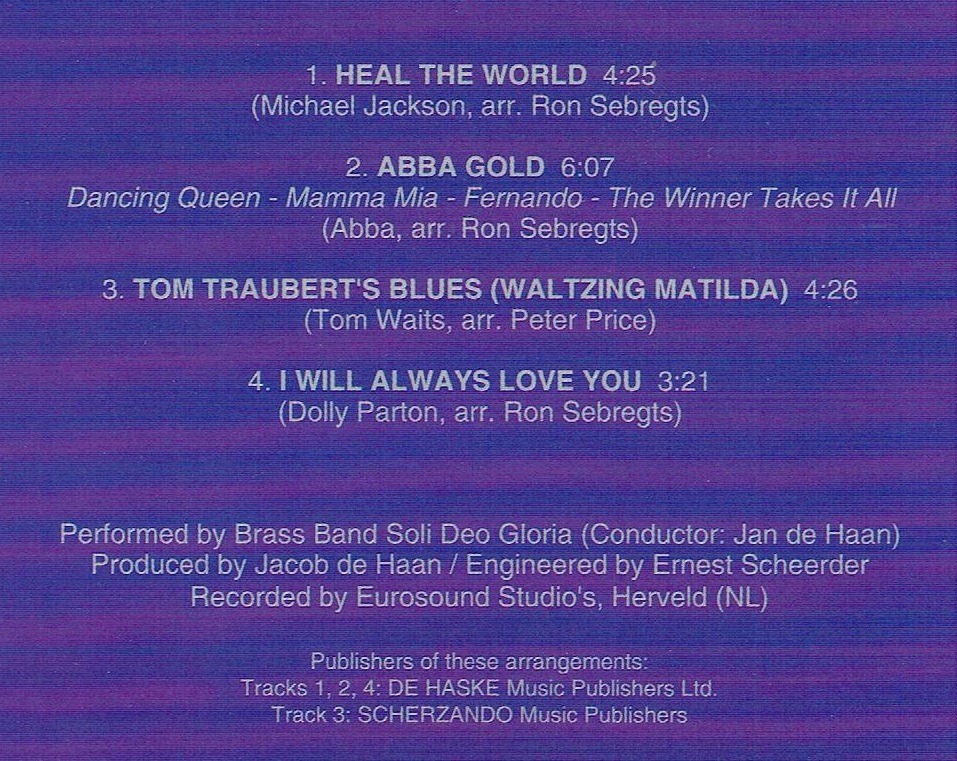 1. HEAL THE WORLD 4:25
(Michael Jackson, arr. Ron Sebregts)
2. ABBA GOLD 6:07
Dancing Queen - Mamma Mia - Fernando - The Winner Takes It All
(Abba, arr. Ron Sebregts)
3. TOM TRAUBERT'S BLUES (WALTZING MATILDA) 4:26
(Tom Waits, arr. Peter Price)
4. I WILL ALWAYS LOVE YOU 3:21
(Dolly Parton, arr. Ron Sebregts)
Performed by Brass Band Soli Deo Gloria (Conductor: Jan de Haan)
Produced by Jacob de Haan / Engineered by Ernest Scheerder
Recorded by Eurosound Studio's, Herveld (NL)
Publishers of these arrangements:
Tracks 1, 2, 4: DE HASKE Music Publishers Ltd.
Track 3: SCHERZANDO Music Publishers